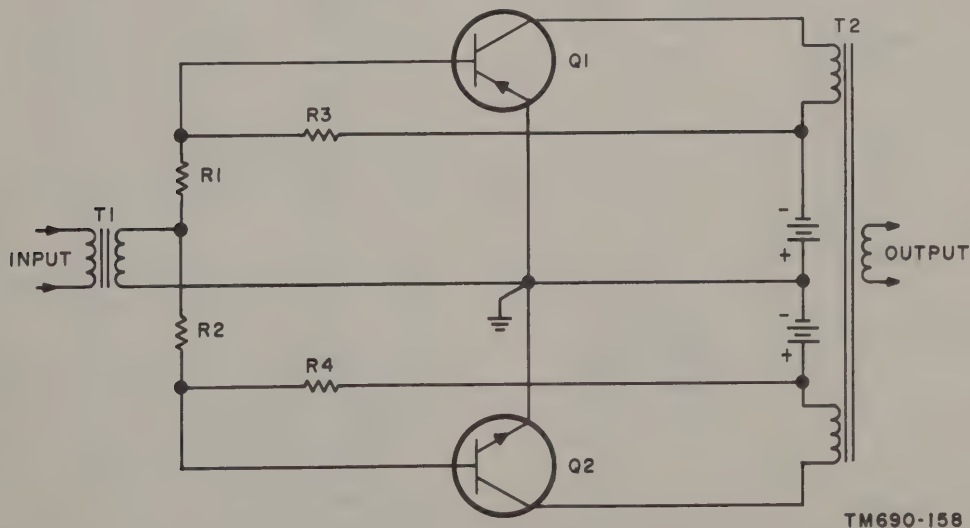 Q1
T2
R3
R1
T1
INPUT
-
+
OUTPUT
-
R2
R4
+
Q2
TM690-158